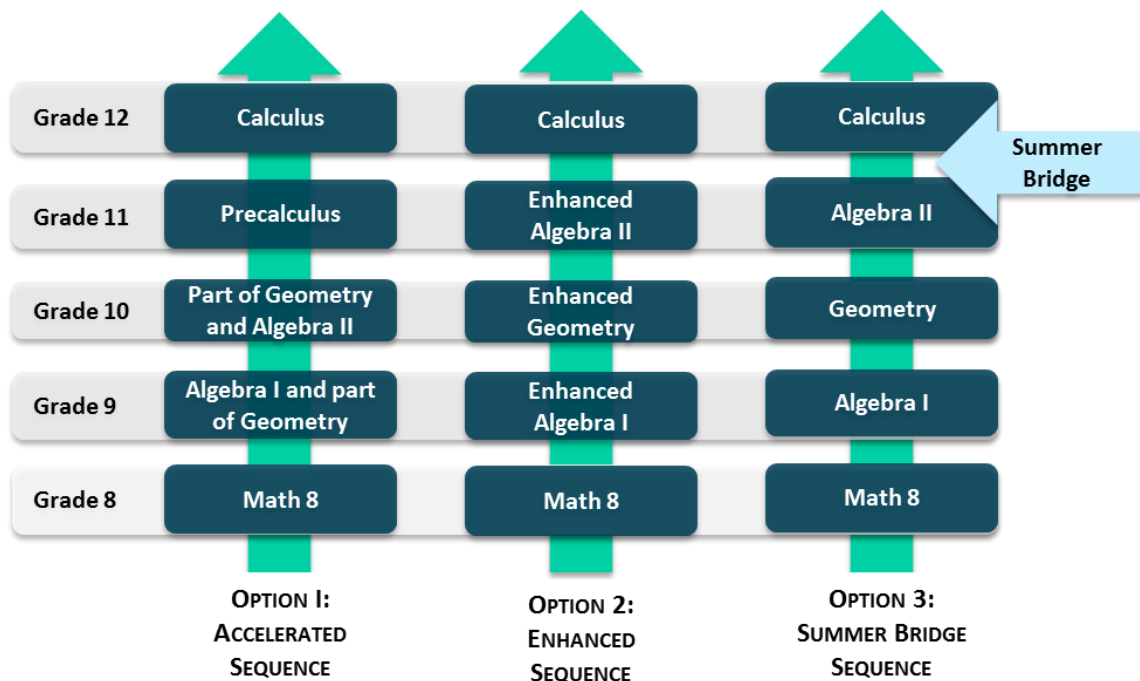 Grade 12
Calculus
Calculus
Calculus
Summer
Bridge
Grade 11
Precalculus
Enhanced
Algebra II
Algebra II
Grade 10
Part of Geometry
and Algebra II
Enhanced
Geometry
Geometry
Grade 9
Algebra I and part
of Geometry
Enhanced
Algebra I
Algebra I
Grade 8
Math 8
Math 8
Math 8
OPTION I:
ACCELERATED
SEQUENCE
OPTION 2:
ENHANCED
SEQUENCE
OPTION 3:
SUMMER BRIDGE
SEQUENCE